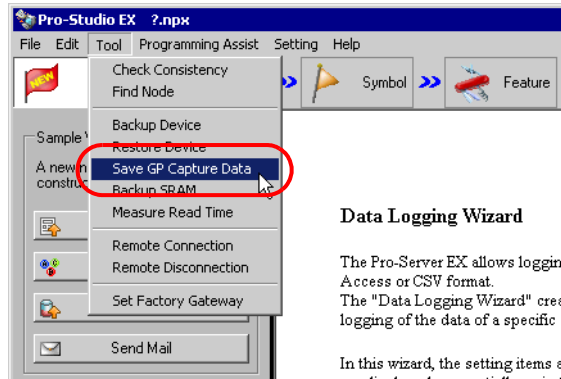 Pro-Studio EX ?.npx
File Edit Tool Programming Assist Setting Help
NEW
Symbol
Feature
Check Consistency
Find Node
Backup Device
Restore Device
Save GP Capture Data
Backup SRAM
Measure Read Time
Remote Connection
Remote Disconnection
Set Factory Gateway
Sample
A new
Send Mail
Data Logging Wizard
The Pro-Server EX allows
Access or CSV format.
The "Data Logging Wizard"
logging of the data of a specific
In this wizard, the setting items